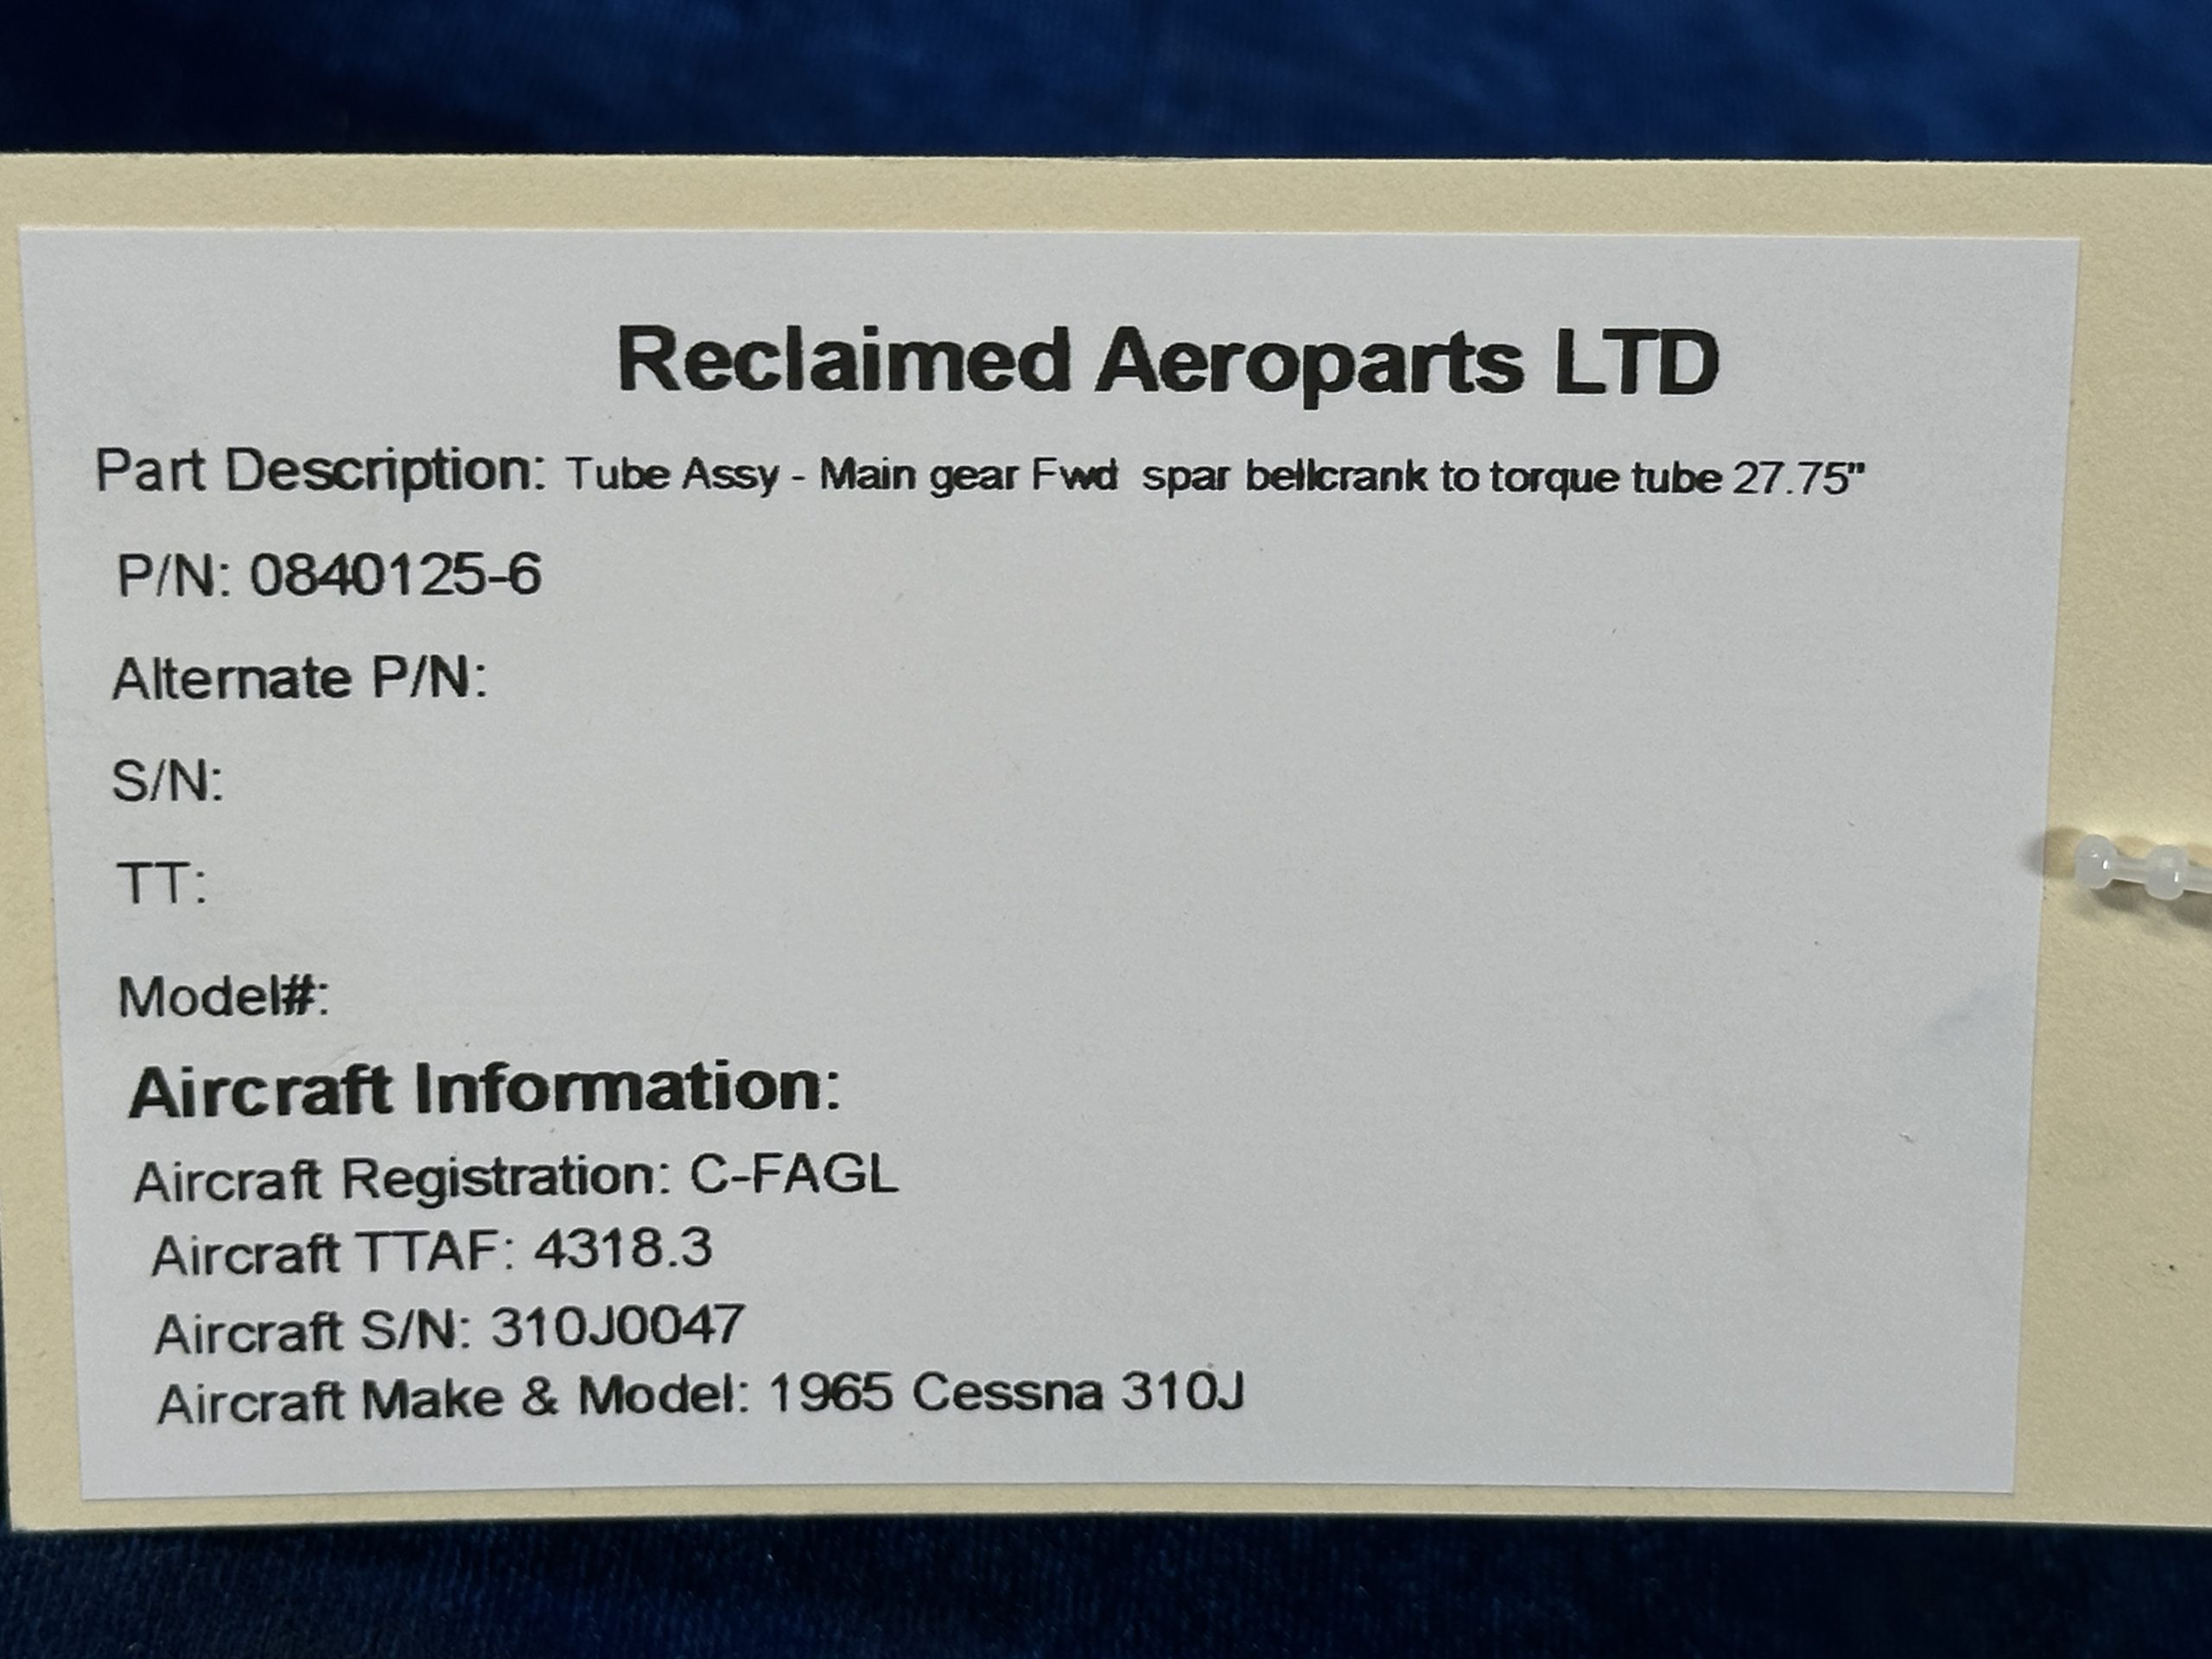 Reclaimed Aeroparts LTD
Part Description: Tube Assy - Main gear Fwd spar bellcrank to torque tube 27.75"
P/N: 0840125-6
Alternate P/N:
S/N:
TT:
Model#:
Aircraft Information:
Aircraft Registration: C-FAGL
Aircraft TTAF: 4318.3
Aircraft S/N: 310J0047
Aircraft Make & Model: 1965 Cessna 310J